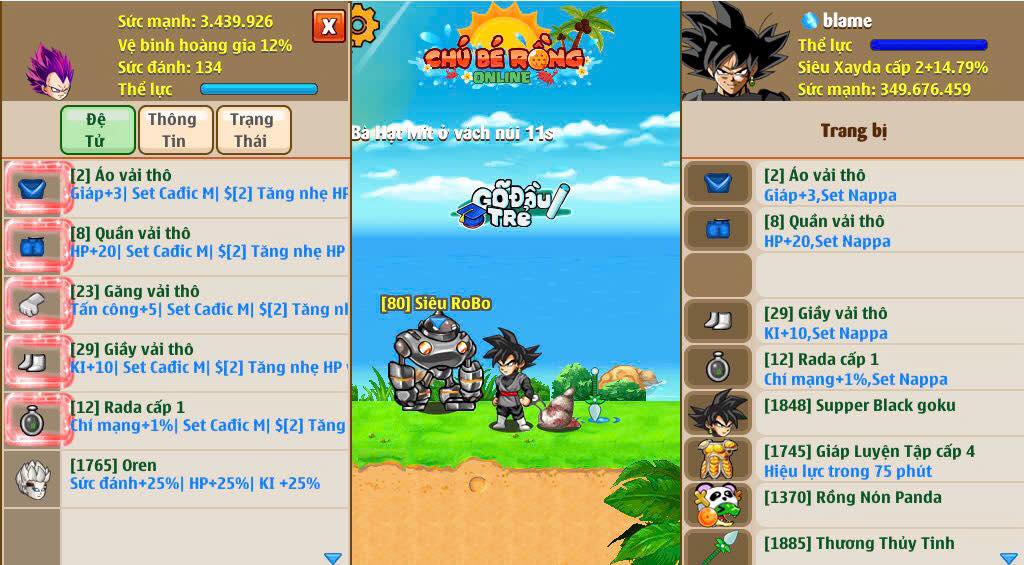 Sức mạnh: 3.439.926
Vệ binh hoàng gia 12%
Sức đánh: 134
Thể lực
X
Đệ
Tử
Thông
Tin
Trạng
Thái
[2] Áo vải thô
Giáp+3| Set Cađic M| $[2] Tăng nhẹ HP
[8] Quần vải thô
HP+20| Set Cađic M| $[2] Tăng nhẹ HP
[23] Găng vải thô
Tấn công+5| Set Cađic M| $[2] Tăng nh
[29] Giầy vải thô
KI+10| Set Cađic M| $[2] Tăng nhẹ HP v
[12] Rada cấp 1
Chí mạng+1%| Set Cađic M| $[2] Tăng
[1765] Oren
Sức đánh+25%| HP+25%| KI +25%
CHÚ BÉ RỒNG
ONLINE
Bà Hạt Mít ở vách núi 11s
GÕ ĐẦU
TRẺ
[80] Siêu RoBo
blame
Thể lực
Siêu Xayda cấp 2+14.79%
Sức mạnh: 349.676.459
Trang bị
[2] Áo vải thô
Giáp+3,Set Nappa
[8] Quần vải thô
HP+20,Set Nappa
[29] Giầy vải thô
KI+10,Set Nappa
[12] Rada cấp 1
Chí mạng+1%,Set Nappa
[1848] Supper Black goku
[1745] Giáp Luyện Tập cấp 4
Hiệu lực trong 75 phút
[1370] Rồng Nón Panda
[1885] Thương Thủy Tinh